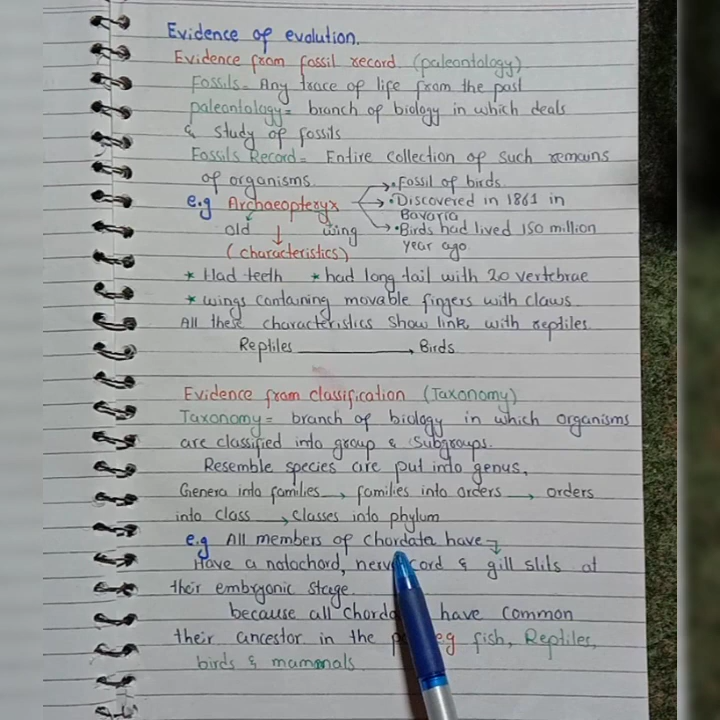 Evidence of evolution.
Evidence from fossil record (paleontology)
Fossils = Any trace of life from the past
paleontology = branch of biology in which deals
& study of fossils
Fossils Record = Entire collection of such remains
of organisms.
e.g Archaeopteryx → • Fossil of birds.
• Discovered in 1861 in
Bavaria
old ↓ wing
• Birds had lived 150 million
year ago
(characteristics)
* Had teeth * had long tail with 20 vertebrae
* wings containing movable fingers with claws.
All these characteristics show link with reptiles.
Reptiles → Birds
Evidence from classification (Taxonomy)
Taxonomy = branch of biology in which organisms
are classified into group & Subgroups.
Resemble species are put into genus,
Genera into families → families into orders → orders
into class → classes into phylum
e.g All members of chordata have
Have a notochord, cord & gill slits at
their embryonic stage.
because all have common
their ancestor in the eg fish, Reptiles,
birds & mammals